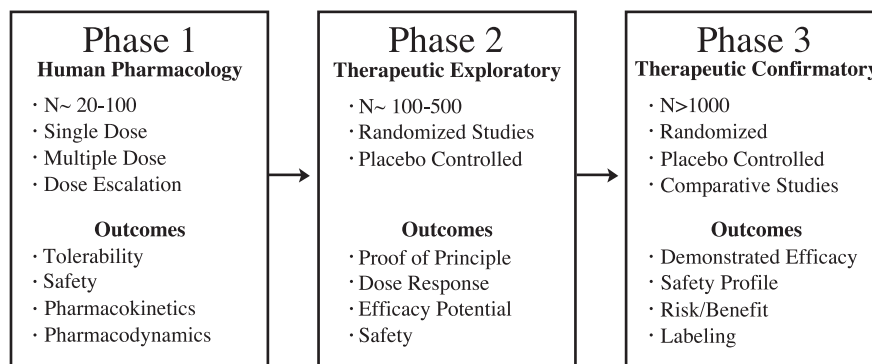 Phase 1
Human Pharmacology
· N~ 20-100
· Single Dose
· Multiple Dose
· Dose Escalation
Outcomes
· Tolerability
· Safety
· Pharmacokinetics
· Pharmacodynamics
Phase 2
Therapeutic Exploratory
· N~ 100-500
· Randomized Studies
· Placebo Controlled
Outcomes
· Proof of Principle
· Dose Response
· Efficacy Potential
· Safety
Phase 3
Therapeutic Confirmatory
· N>1000
· Randomized
· Placebo Controlled
· Comparative Studies
Outcomes
· Demonstrated Efficacy
· Safety Profile
· Risk/Benefit
· Labeling